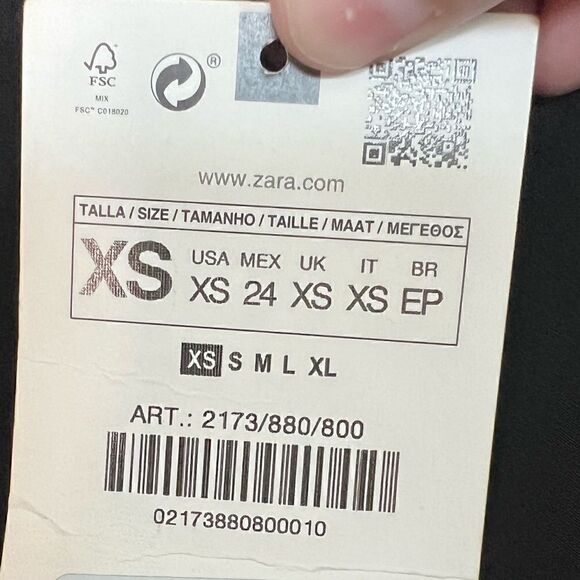 FSC
MIX
FSC™ C018020
®
www.zara.com
TALLA / SIZE / TAMANHO / TAILLE / MAAT / ΜΕΓΕΘΟΣ
XS
USA MEX UK IT BR
XS 24 XS XS EP
XS S M L XL
ART.: 2173/880/800
02173880800010